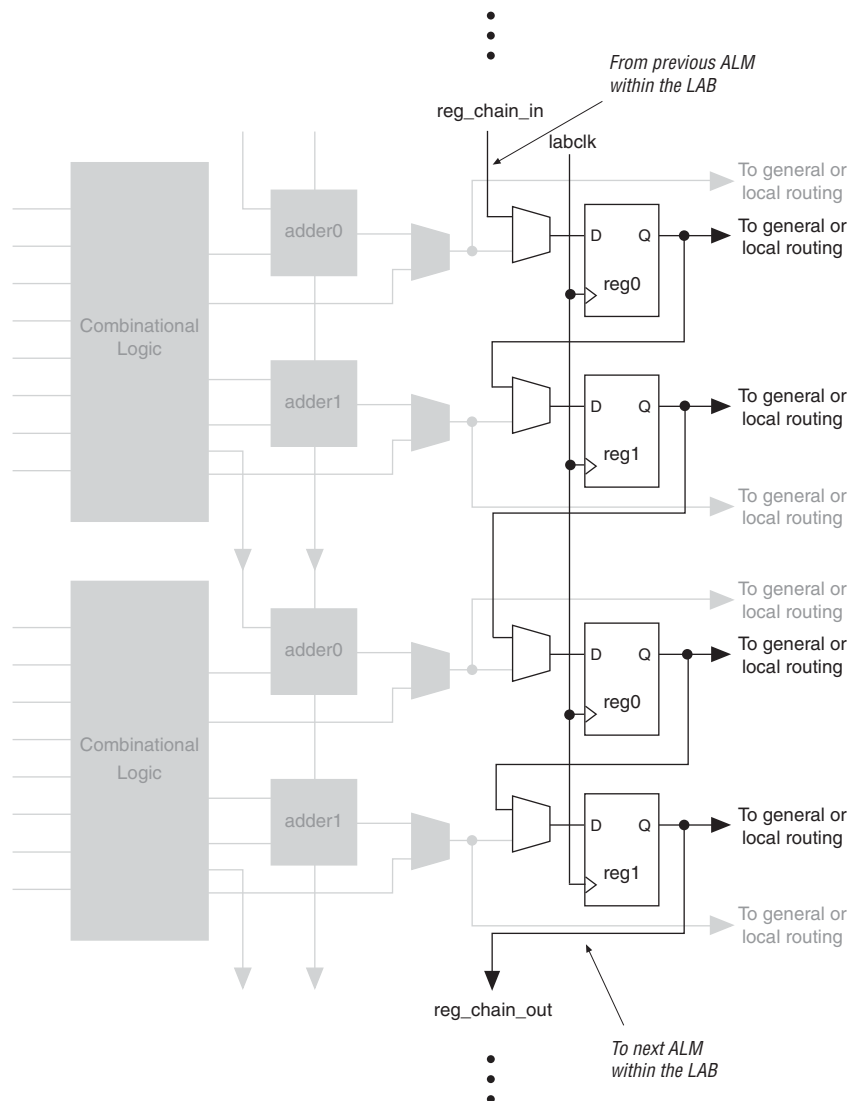 From previous ALM
within the LAB
reg_chain_in
labclk
To general or
local routing
adder0
D Q
To general or
local routing
reg0
Combinational
Logic
adder1
D Q
To general or
local routing
reg1
To general or
local routing
To general or
local routing
adder0
D Q
To general or
local routing
reg0
Combinational
Logic
adder1
D Q
To general or
local routing
reg1
To general or
local routing
reg_chain_out
To next ALM
within the LAB